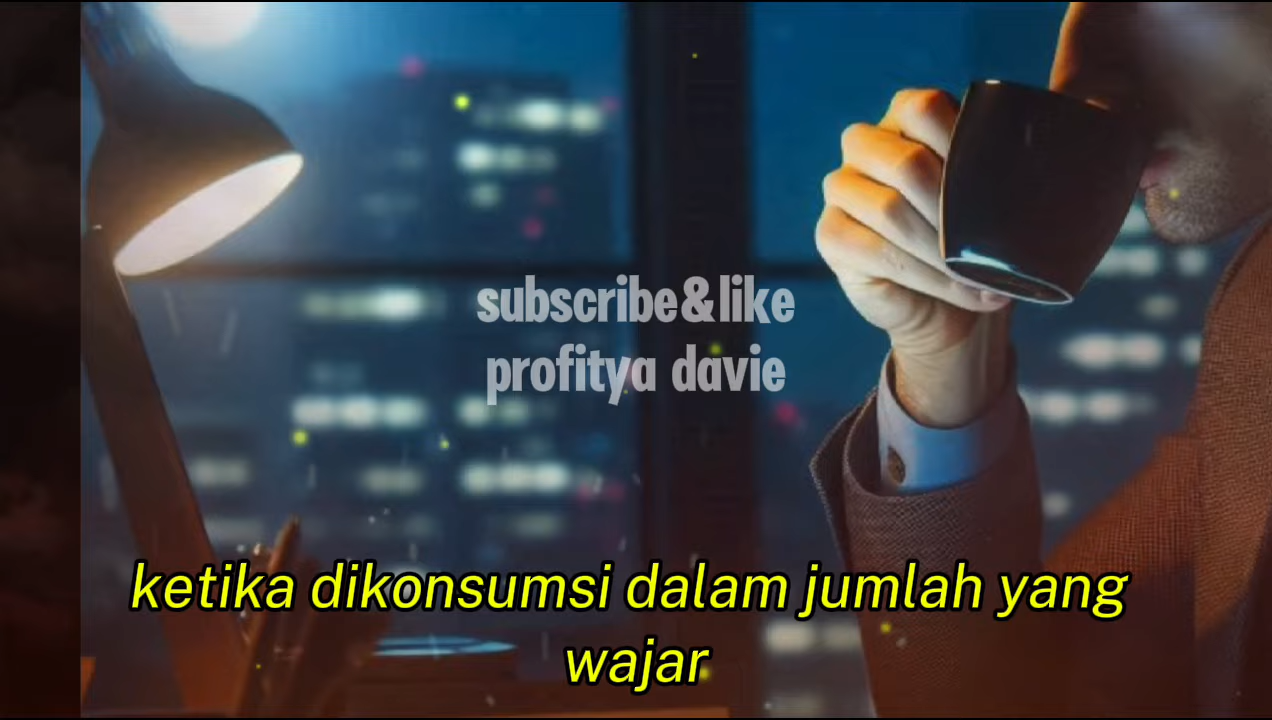 subscribe&like
profitya davie
ketika dikonsumsi dalam jumlah yang
wajar